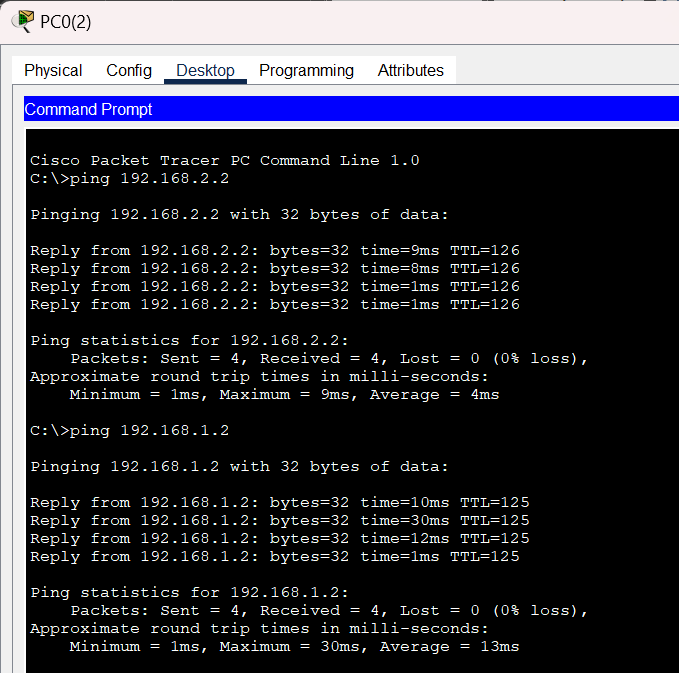 PC0(2)
Physical Config Desktop Programming Attributes
Command Prompt
Cisco Packet Tracer PC Command Line 1.0
C:\>ping 192.168.2.2
Pinging 192.168.2.2 with 32 bytes of data:
Reply from 192.168.2.2: bytes=32 time=9ms TTL=126
Reply from 192.168.2.2: bytes=32 time=8ms TTL=126
Reply from 192.168.2.2: bytes=32 time=1ms TTL=126
Reply from 192.168.2.2: bytes=32 time=1ms TTL=126
Ping statistics for 192.168.2.2:
Packets: Sent = 4, Received = 4, Lost = 0 (0% loss),
Approximate round trip times in milli-seconds:
Minimum = 1ms, Maximum = 9ms, Average = 4ms
C:\>ping 192.168.1.2
Pinging 192.168.1.2 with 32 bytes of data:
Reply from 192.168.1.2: bytes=32 time=10ms TTL=125
Reply from 192.168.1.2: bytes=32 time=30ms TTL=125
Reply from 192.168.1.2: bytes=32 time=12ms TTL=125
Reply from 192.168.1.2: bytes=32 time=1ms TTL=125
Ping statistics for 192.168.1.2:
Packets: Sent = 4, Received = 4, Lost = 0 (0% loss),
Approximate round trip times in milli-seconds:
Minimum = 1ms, Maximum = 30ms, Average = 13ms